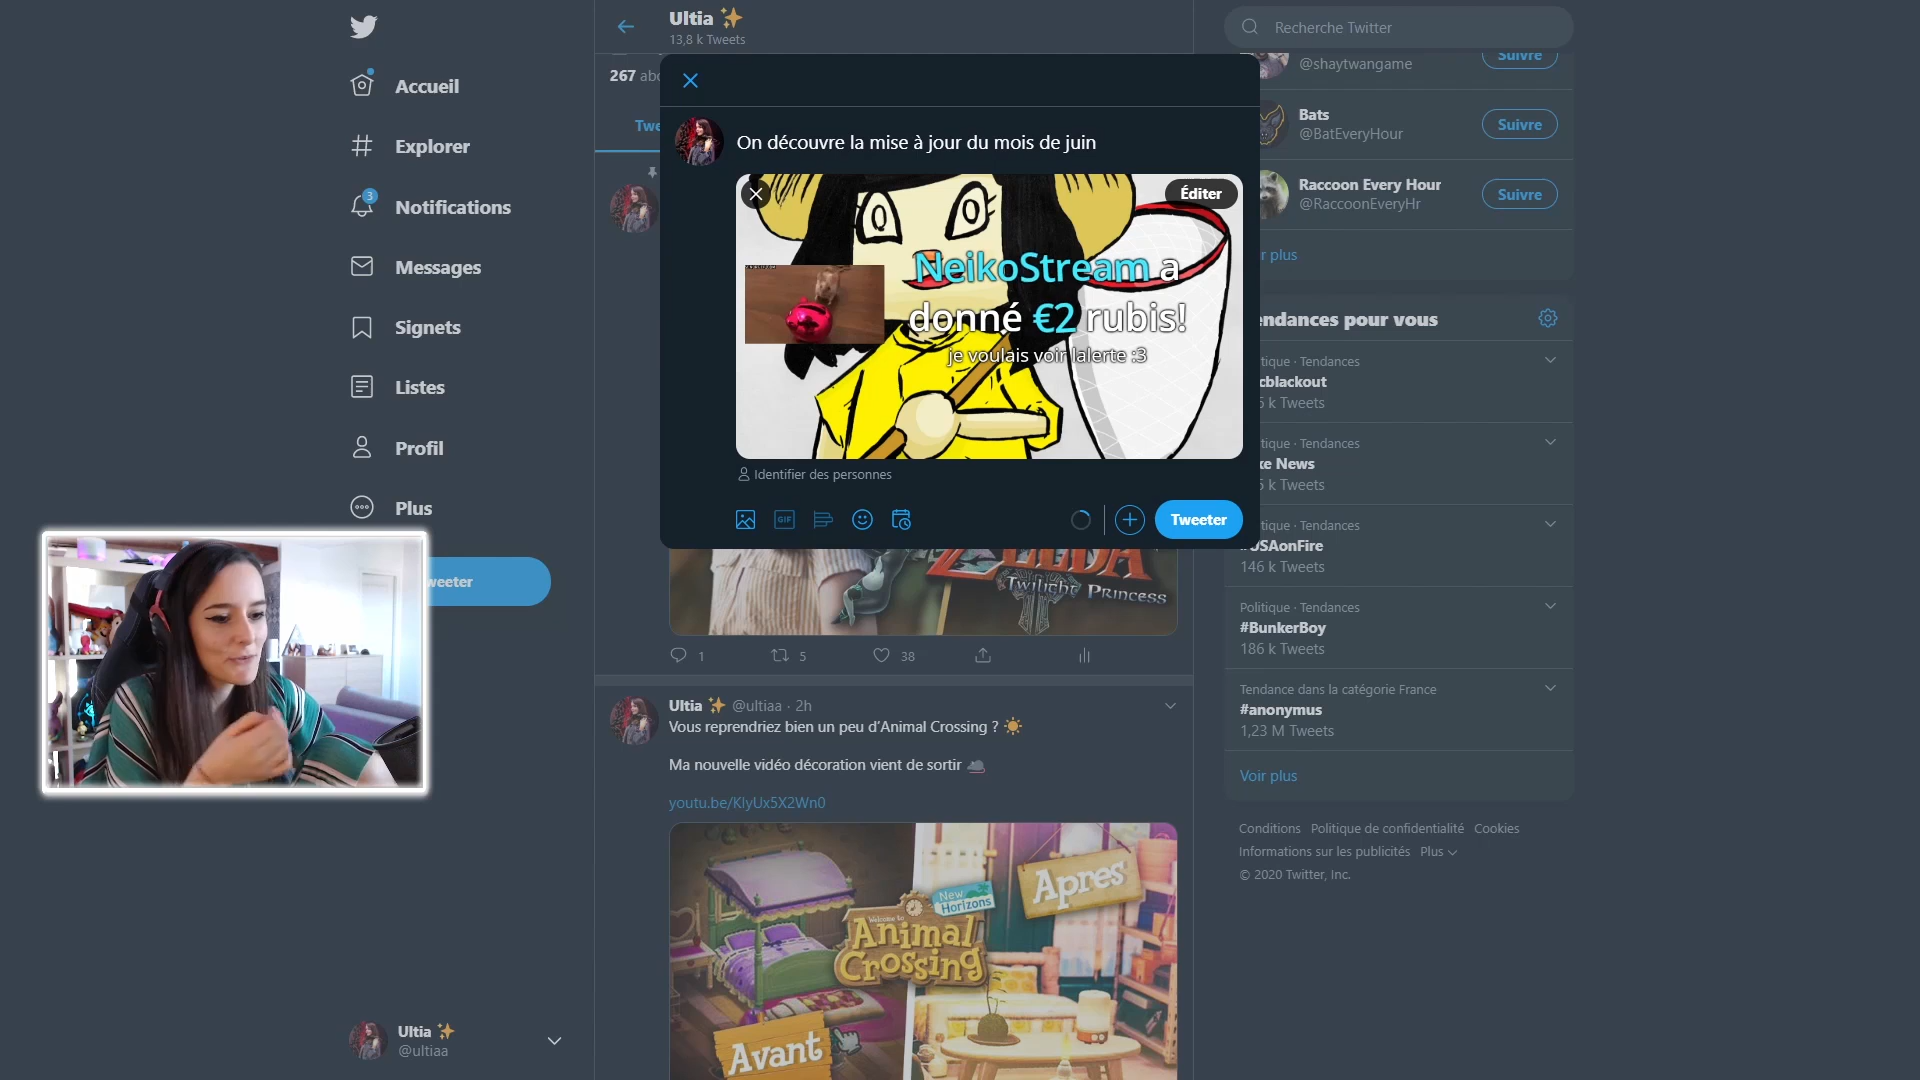 Accueil
Explorer
3
Notifications
Messages
Signets
Listes
Profil
Plus
weeter
Ultia
@ultiaa
Ultia
13,8 k Tweets
267
Twe
On découvre la mise à jour du mois de juin
Éditer
NeikoStream a
donné €2 rubis!
je voulais voir lalerte :3
Identifier des personnes
GIF
Tweeter
ZELDA
Twilight Princess
1
5
38
Ultia @ultiaa · 2h
Vous reprendriez bien un peu d'Animal Crossing ?
Ma nouvelle vidéo décoration vient de sortir
youtu.be/KlyUx5X2Wn0
Welcome to
Animal
Crossing
New
Horizons
Avant
Apres
Recherche Twitter
@shaytwangame
Suivre
Bats
@BatEveryHour
Suivre
Raccoon Every Hour
@RaccoonEveryHr
Suivre
r plus
endances pour vous
tique · Tendances
cblackout
k Tweets
tique · Tendances
ke News
k Tweets
tique · Tendances
USAonFire
146 k Tweets
Politique · Tendances
#BunkerBoy
186 k Tweets
Tendance dans la catégorie France
#anonymus
1,23 M Tweets
Voir plus
Conditions Politique de confidentialité Cookies
Informations sur les publicités Plus
© 2020 Twitter, Inc.